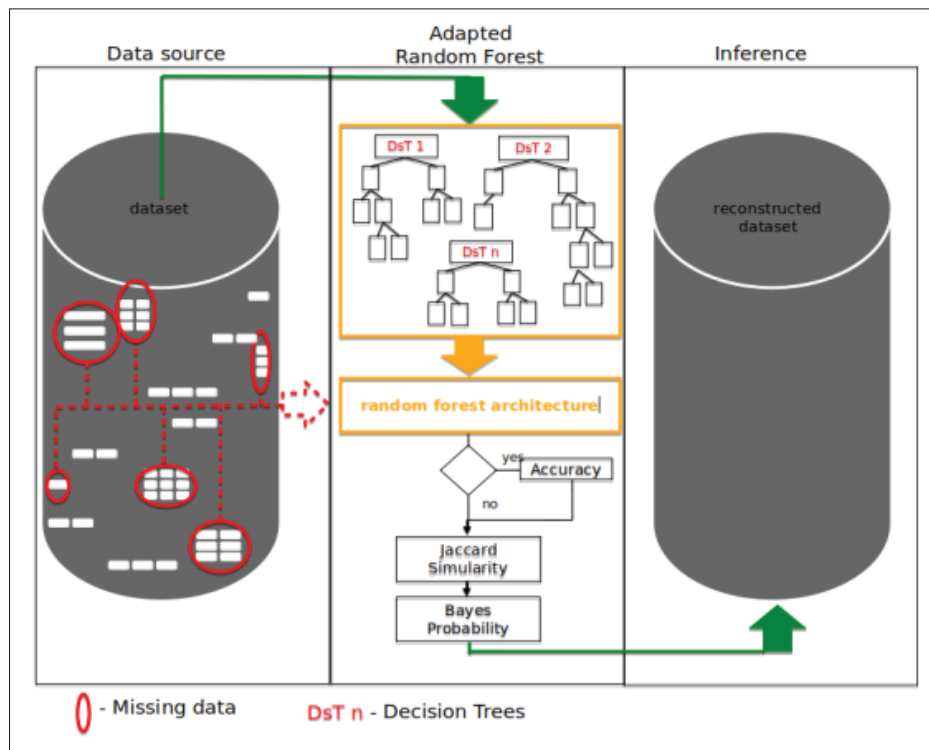 Data source
Adapted
Random Forest
Inference
dataset
DsT 1
DsT 2
DsT n
random forest architecture
yes
Accuracy
no
Jaccard
Simularity
Bayes
Probability
reconstructed
dataset
- Missing data
DsT n - Decision Trees